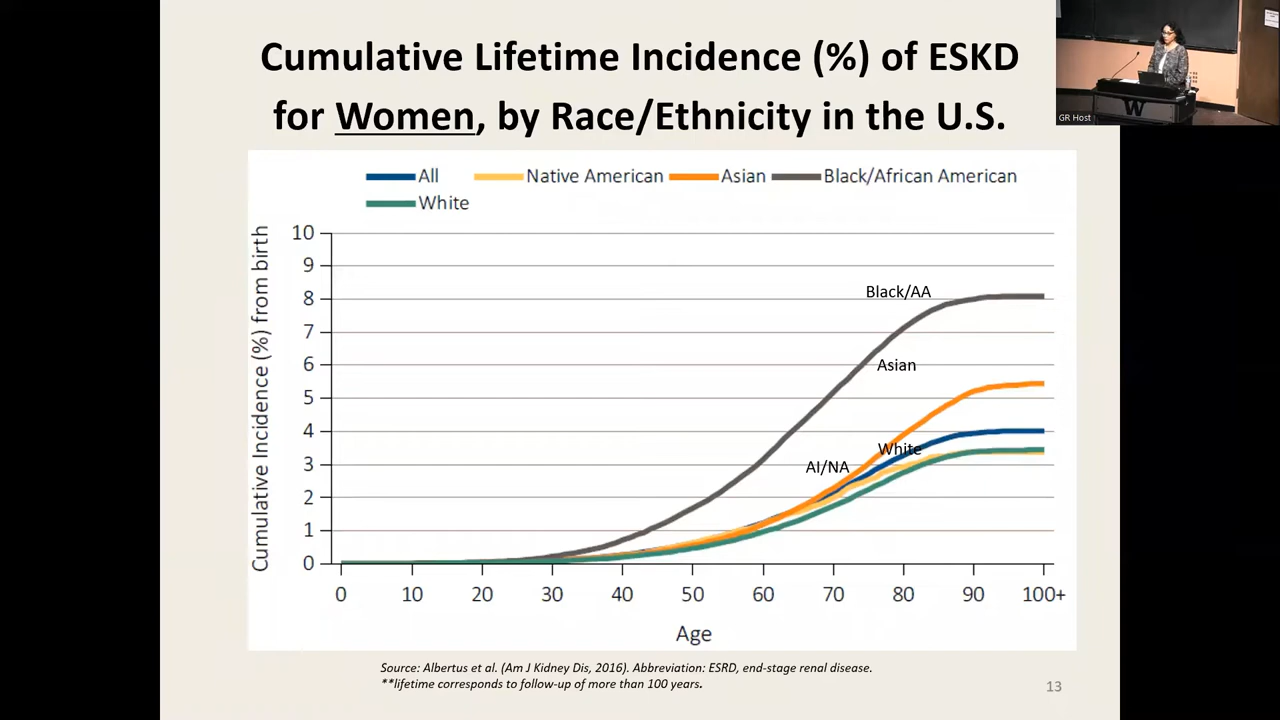 Cumulative Lifetime Incidence (%) of ESKD
for Women, by Race/Ethnicity in the U.S.
GR Host
W
All Native American Asian Black/African American
White
Cumulative Incidence (%) from birth
10
9
8
7
6
5
4
3
2
1
0
Black/AA
Asian
White
AI/NA
0 10 20 30 40 50 60 70 80 90 100+
Age
Source: Albertus et al. (Am J Kidney Dis, 2016). Abbreviation: ESRD, end-stage renal disease.
**lifetime corresponds to follow-up of more than 100 years.
13